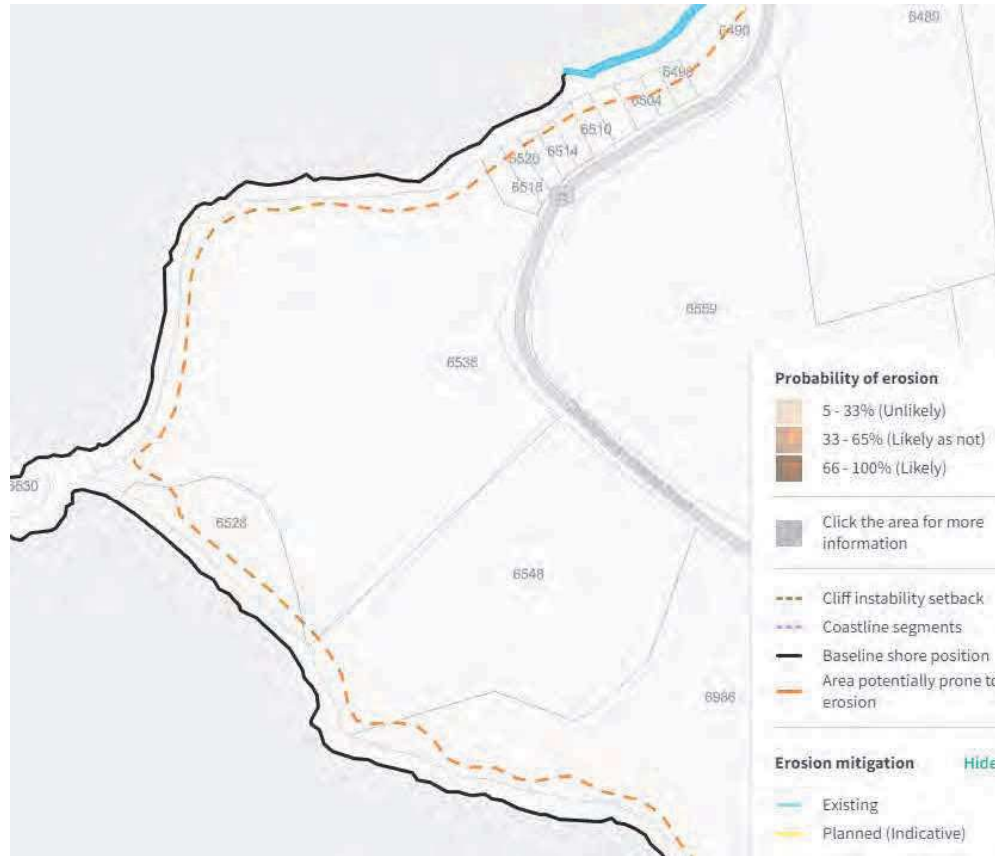 6490
6489
6498
6504
6510
6514
6520
6518
6559
6538
6530
6528
6548
6986
Probability of erosion
5 - 33% (Unlikely)
33 - 65% (Likely as not)
66 - 100% (Likely)
Click the area for more
information
Cliff instability setback
Coastline segments
Baseline shore position
Area potentially prone to
erosion
Erosion mitigation Hide
Existing
Planned (Indicative)